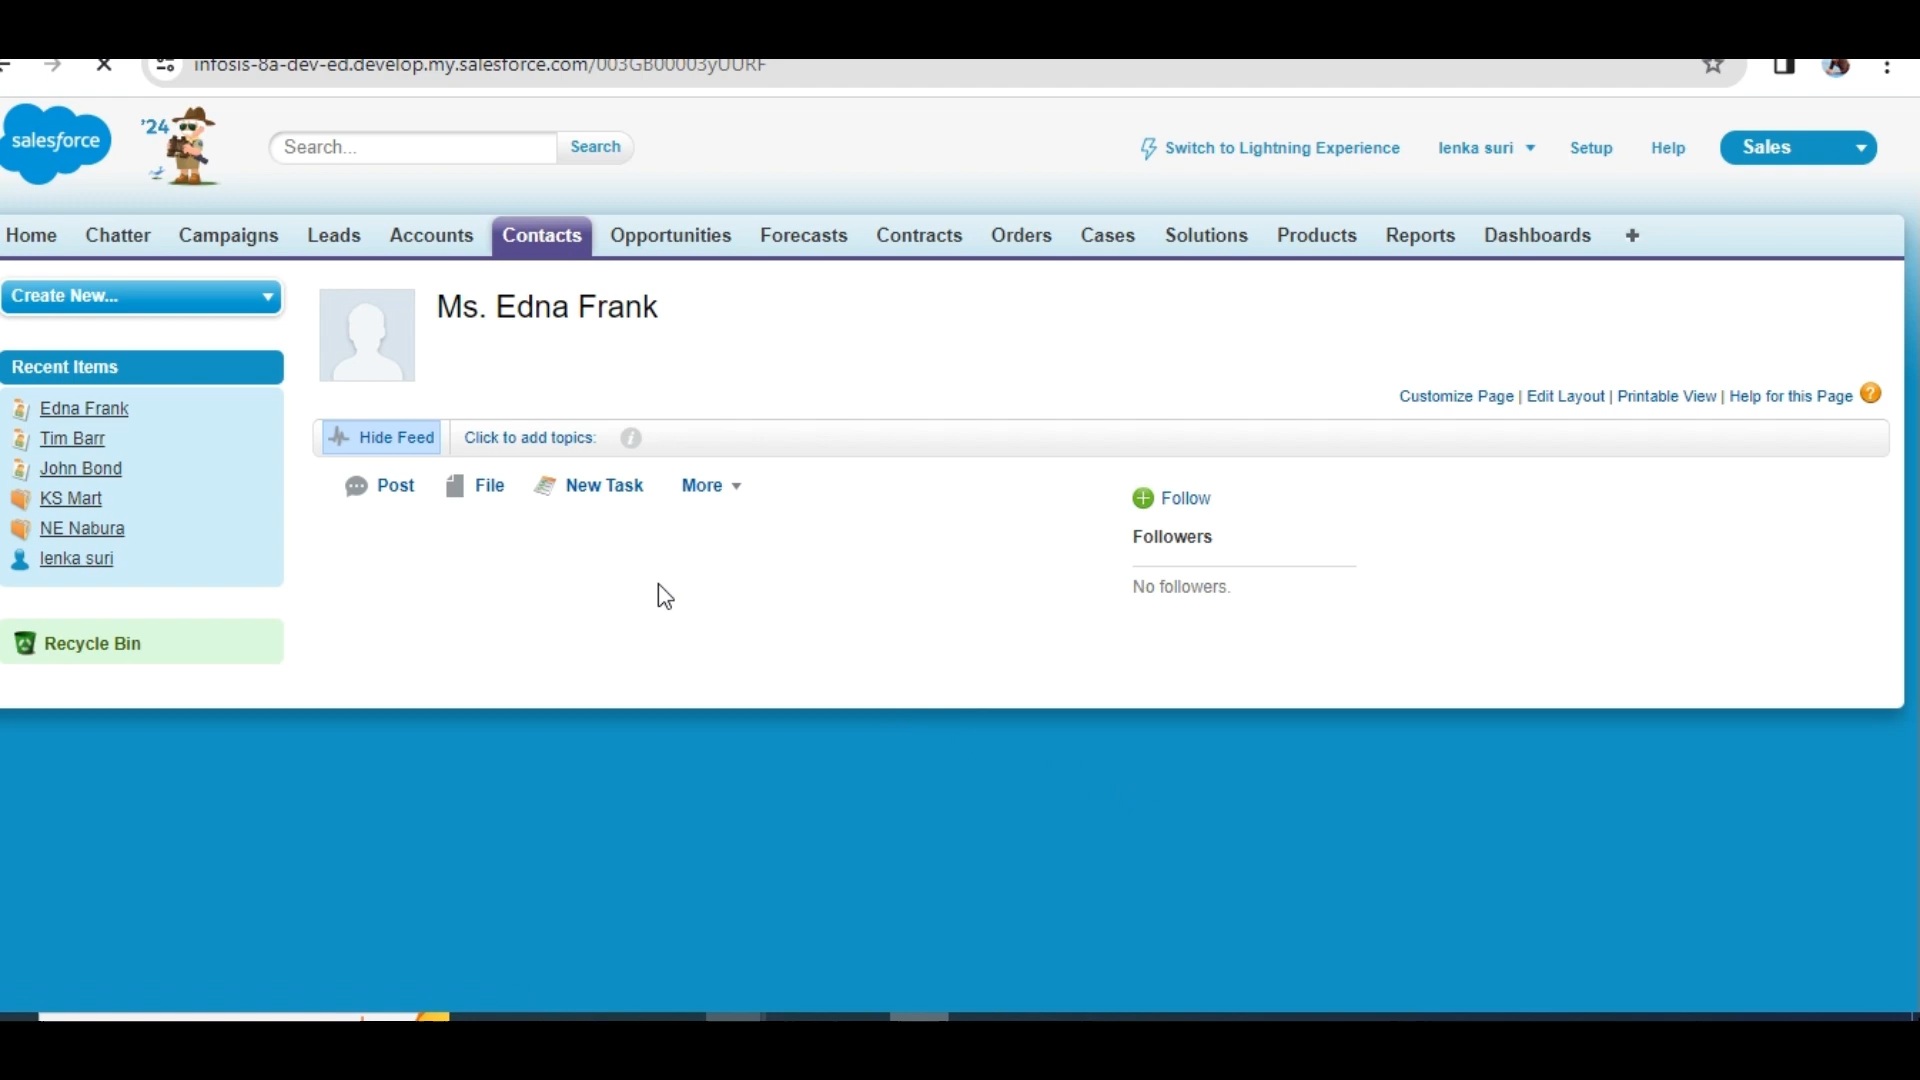 infosis-8a-dev-ed.develop.my.salesforce.com/003GB00003yUURF
salesforce
'24
Search...
Search
Switch to Lightning Experience
lenka suri
Setup
Help
Sales
Home
Chatter
Campaigns
Leads
Accounts
Contacts
Opportunities
Forecasts
Contracts
Orders
Cases
Solutions
Products
Reports
Dashboards
Create New...
Ms. Edna Frank
Recent Items
Customize Page | Edit Layout | Printable View | Help for this Page
Edna Frank
Tim Barr
John Bond
KS Mart
NE Nabura
lenka suri
Hide Feed
Click to add topics:
Post
File
New Task
More
Follow
Followers
No followers.
Recycle Bin